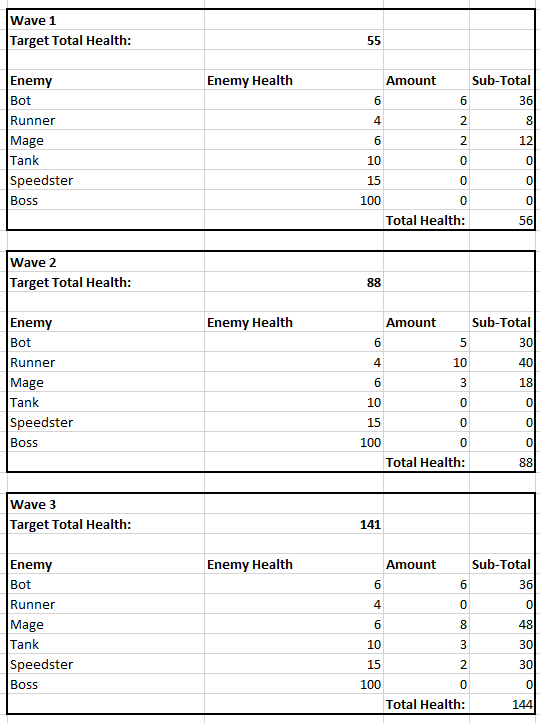 Wave 1
Target Total Health: 55
Enemy Enemy Health Amount Sub-Total
Bot 6 6 36
Runner 4 2 8
Mage 6 2 12
Tank 10 0 0
Speedster 15 0 0
Boss 100 0 0
Total Health: 56
Wave 2
Target Total Health: 88
Enemy Enemy Health Amount Sub-Total
Bot 6 5 30
Runner 4 10 40
Mage 6 3 18
Tank 10 0 0
Speedster 15 0 0
Boss 100 0 0
Total Health: 88
Wave 3
Target Total Health: 141
Enemy Enemy Health Amount Sub-Total
Bot 6 6 36
Runner 4 0 0
Mage 6 8 48
Tank 10 3 30
Speedster 15 2 30
Boss 100 0 0
Total Health: 144